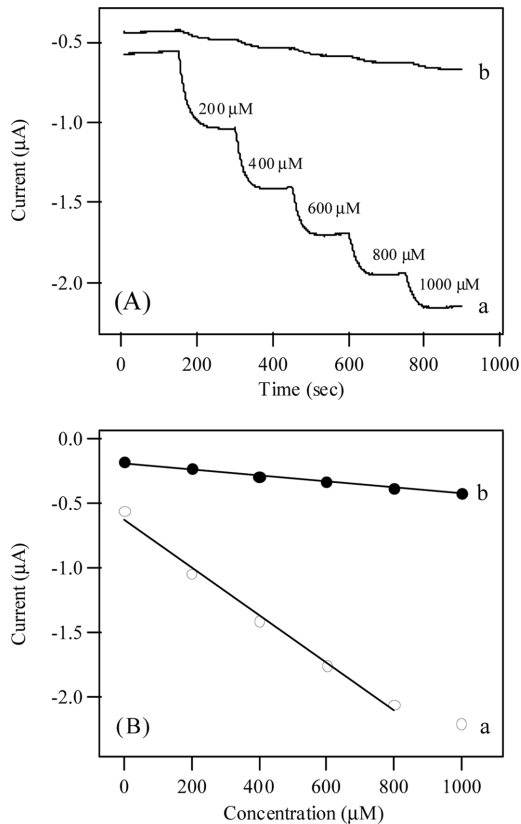 -0.5
b
-1.0
200 μM
Current (μA)
400 μM
-1.5
600 μM
800 μM
-2.0
1000 μM
(A)
a
0 200 400 600 800 1000
Time (sec)
0.0
b
-0.5
-1.0
Current (μA)
-1.5
-2.0
(B)
a
0 200 400 600 800 1000
Concentration (μM)